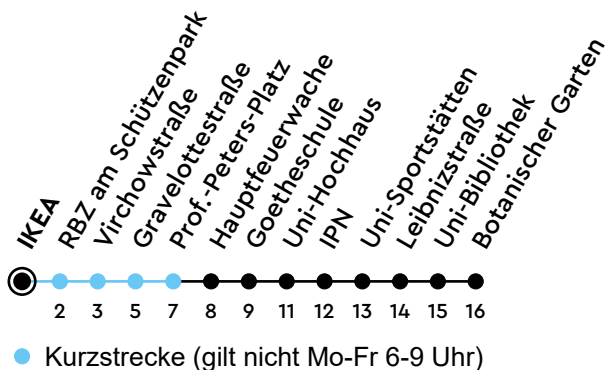 IKEA
RBZ am Schützenpark
Virchowstraße
Gravelottestraße
Prof.-Peters-Platz
Hauptfeuerwache
Goetheschule
Uni-Hochhaus
IPN
Uni-Sportstätten
Leibnizstraße
Uni-Bibliothek
Botanischer Garten
2 3 5 7 8 9 11 12 13 14 15 16
Kurzstrecke (gilt nicht Mo-Fr 6-9 Uhr)